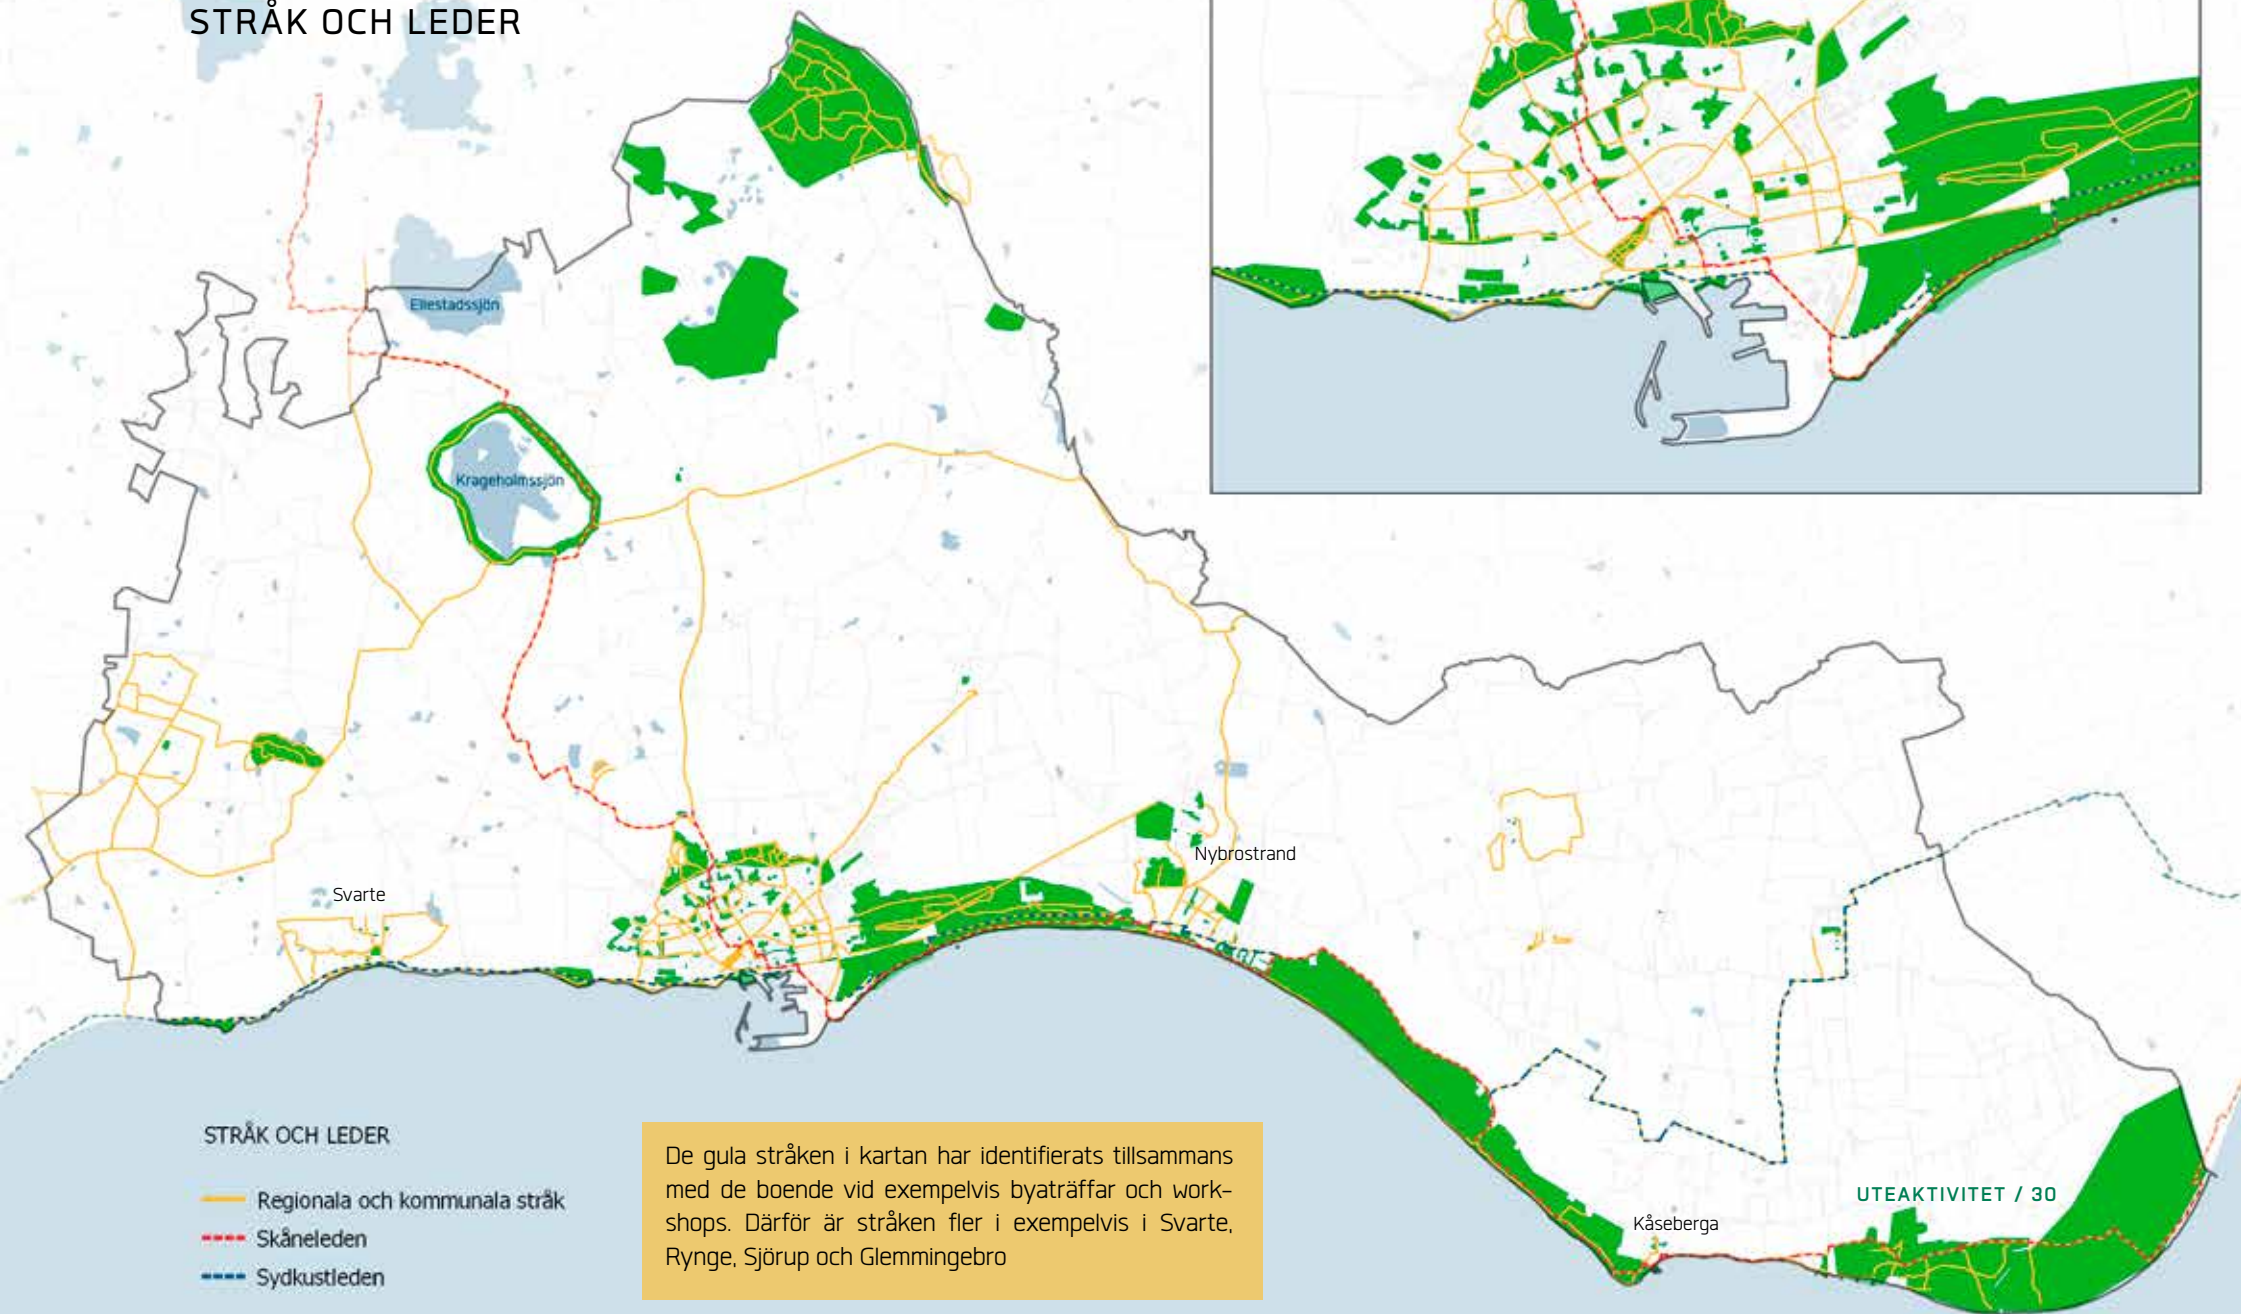 STRÅK OCH LEDER
Ellestadssjön
Krageholmssjön
Svarte
Nybrostrand
Kåseberga
UTEAKTIVITET / 30
STRÅK OCH LEDER
Regionala och kommunala stråk
Skåneleden
Sydkustleden
De gula stråken i kartan har identifierats tillsammans
med de boende vid exempelvis byaträffar och work-
shops. Därför är stråken fler i exempelvis i Svarte,
Rynge, Sjörup och Glemmingebro